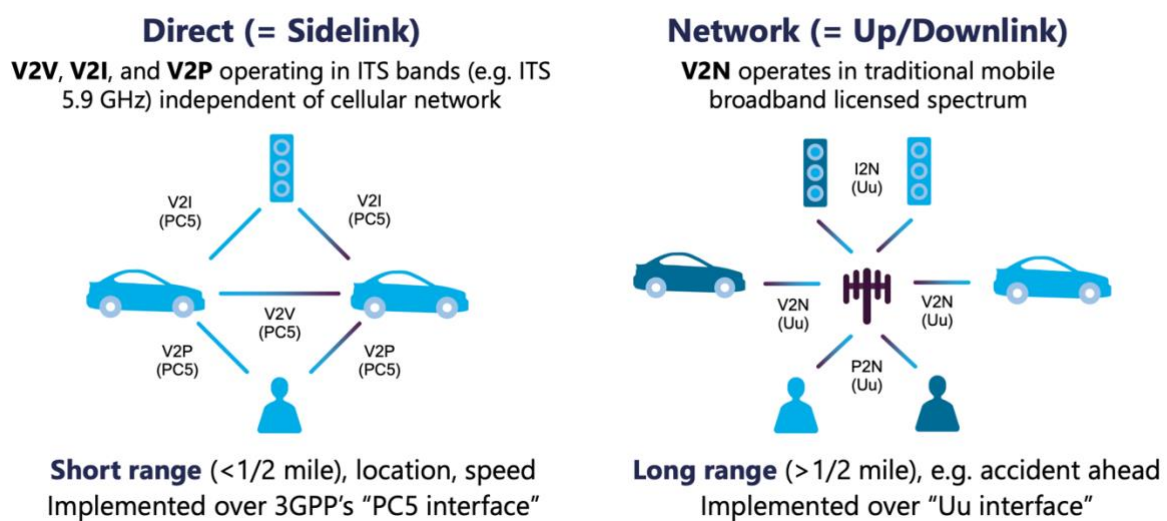 Direct (= Sidelink)
V2V, V2I, and V2P operating in ITS bands (e.g. ITS
5.9 GHz) independent of cellular network
V2I
(PC5)
V2I
(PC5)
V2V
(PC5)
V2P
(PC5)
V2P
(PC5)
Short range (<1/2 mile), location, speed
Implemented over 3GPP's “PC5 interface”
Network (= Up/Downlink)
V2N operates in traditional mobile
broadband licensed spectrum
I2N
(Uu)
V2N
(Uu)
V2N
(Uu)
P2N
(Uu)
Long range (>1/2 mile), e.g. accident ahead
Implemented over “Uu interface”